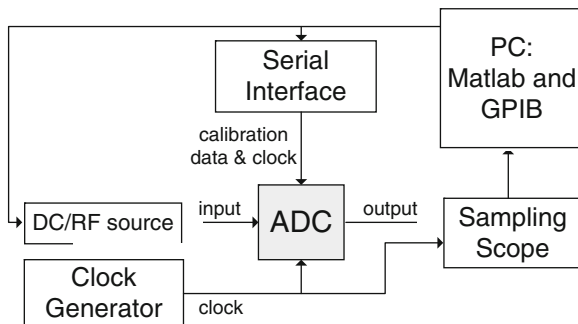 Serial
Interface
PC:
Matlab and
GPIB
calibration
data & clock
DC/RF source
input
ADC
output
Sampling
Scope
Clock
Generator
clock